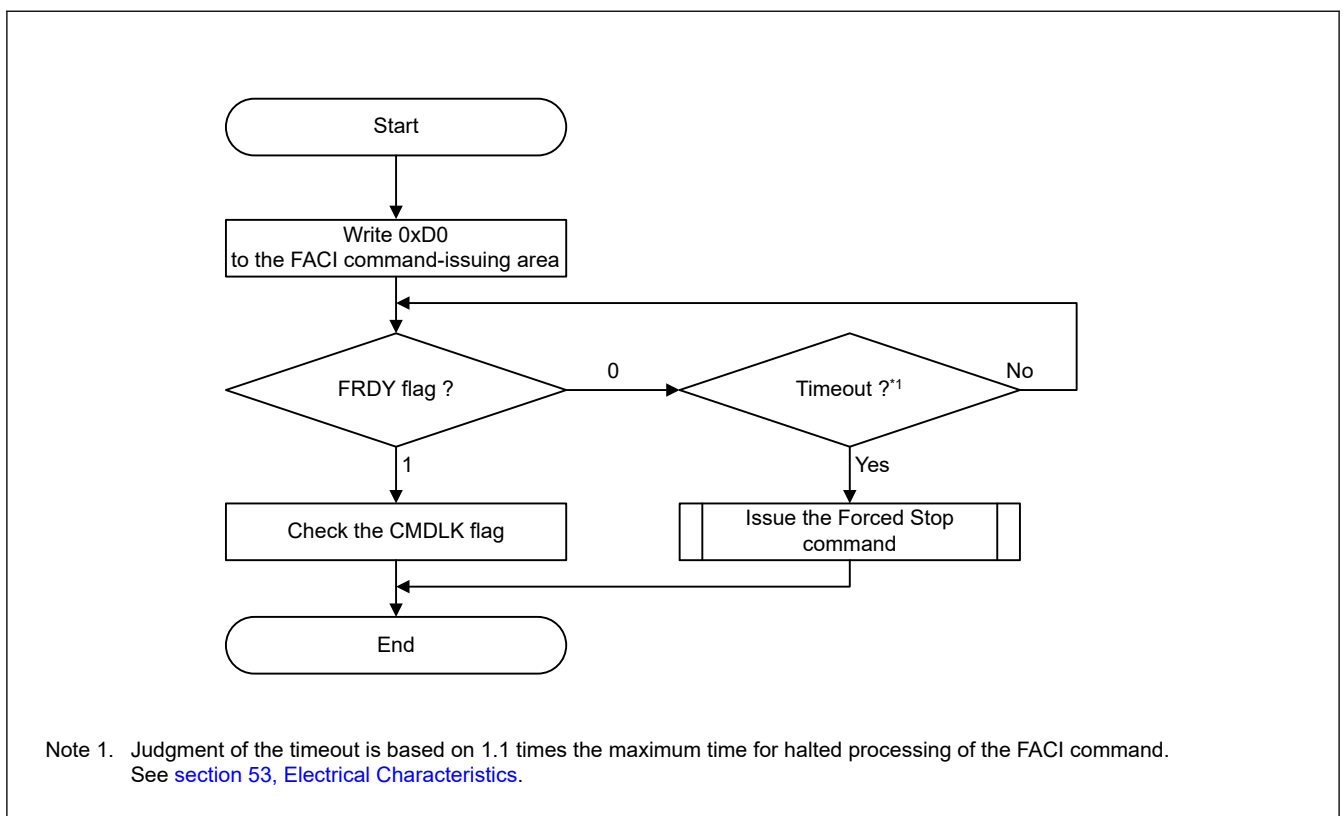 Start
Write 0xD0
to the FACI command-issuing area
FRDY flag ?
0
Timeout ?*1
No
1
Yes
Check the CMDLK flag
Issue the Forced Stop
command
End
Note 1. Judgment of the timeout is based on 1.1 times the maximum time for halted processing of the FACI command.
See section 53, Electrical Characteristics.